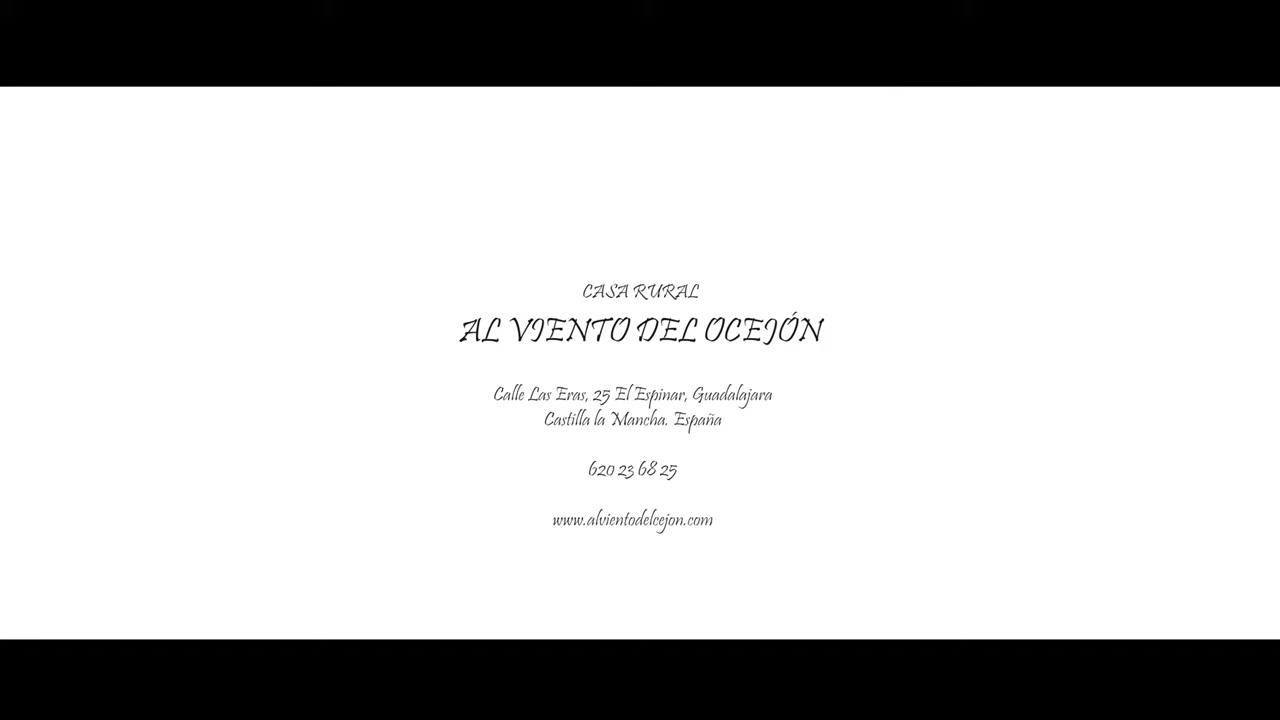 CASA RURAL
AL VIENTO DEL OCEJÓN
Calle Las Eras, 25 El Espinar, Guadalajara
Castilla la Mancha. España
620 23 68 25
www.alvientodelcejon.com